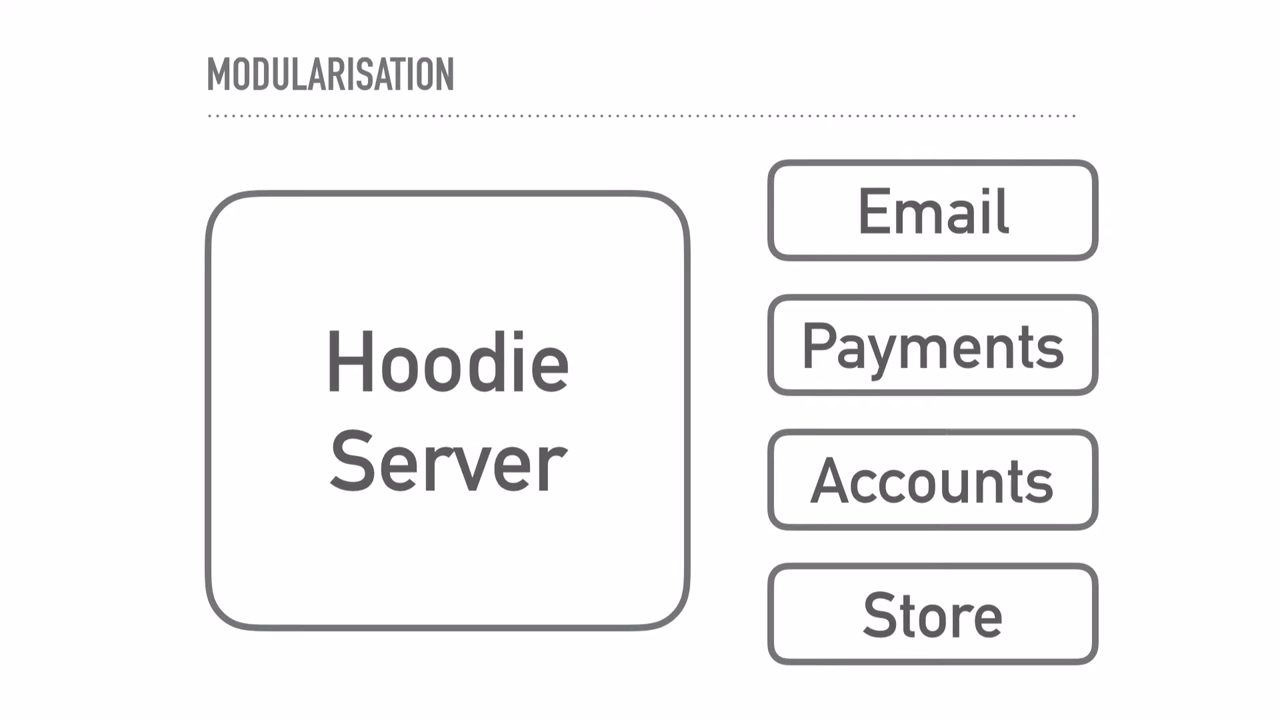 MODULARISATION
Hoodie
Server
Email
Payments
Accounts
Store